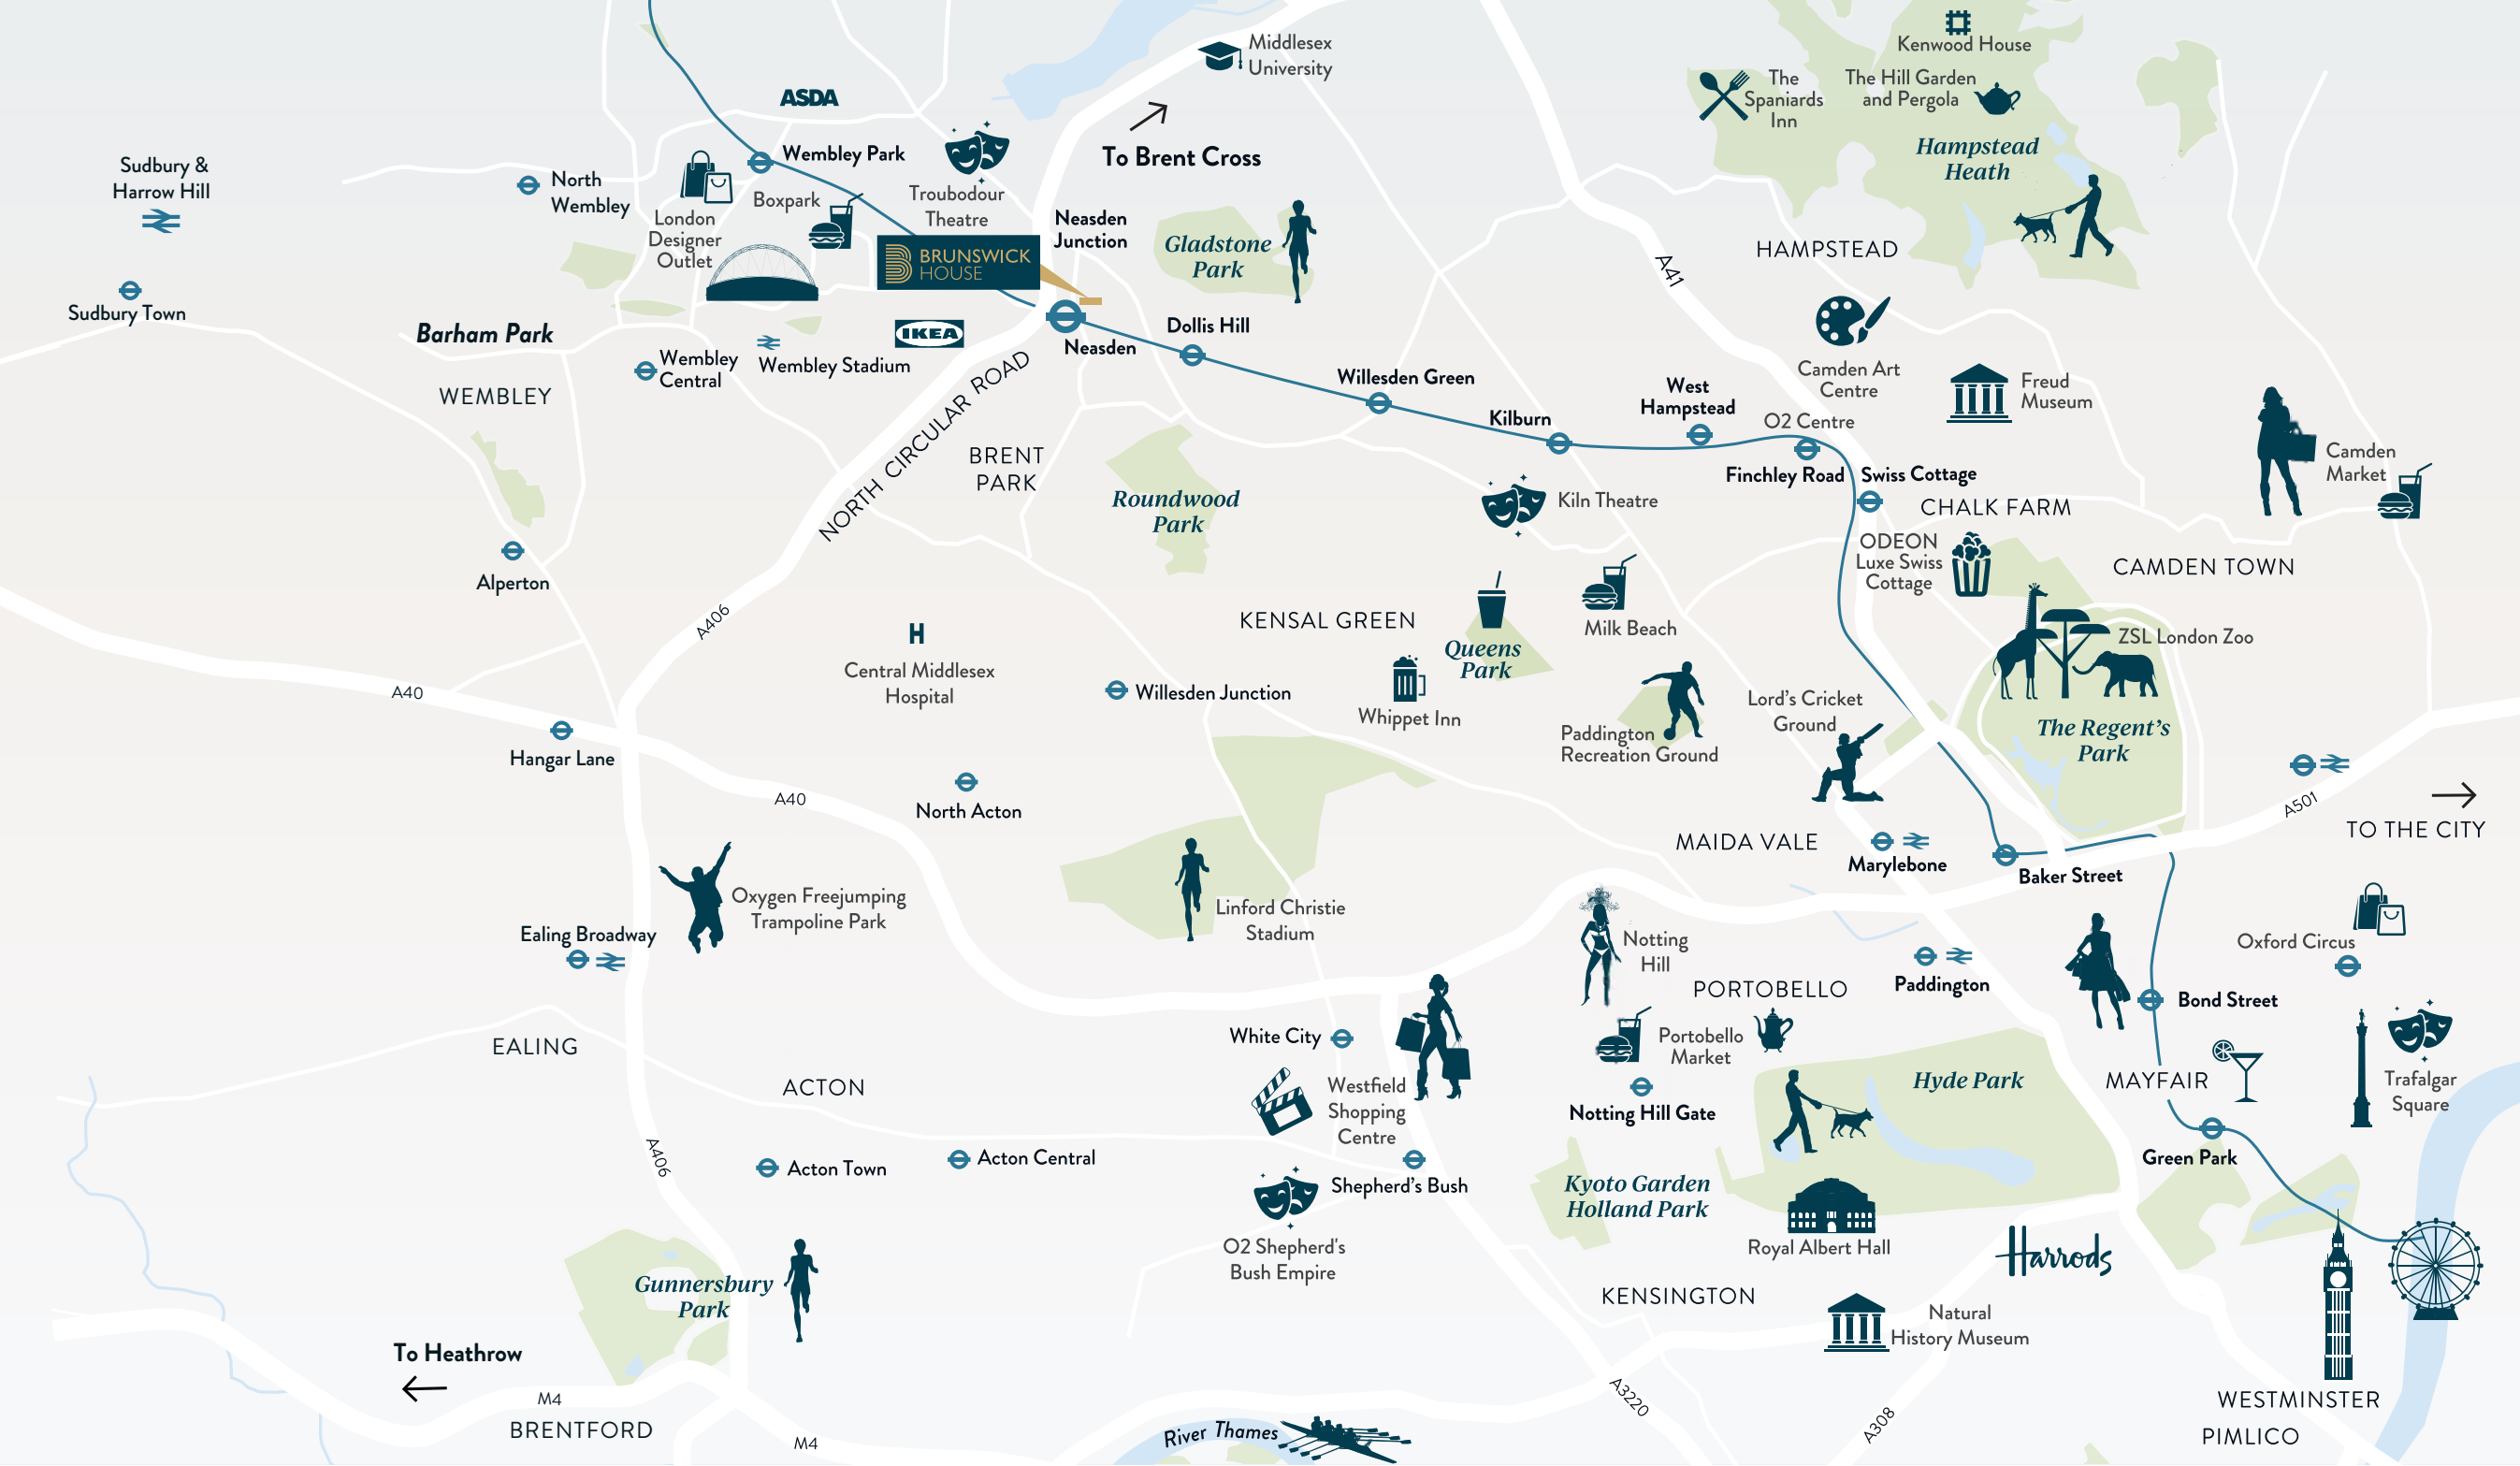 Middlesex
University
Kenwood House
The
Spaniards
Inn
The Hill Garden
and Pergola
Hampstead
Heath
ASDA
To Brent Cross
Sudbury &
Harrow Hill
North
Wembley
Wembley Park
Boxpark
London
Designer
Outlet
Troubodour
Theatre
Neasden
Junction
Gladstone
Park
BRUNSWICK
HOUSE
HAMPSTEAD
A41
Sudbury Town
Barham Park
IKEA
Neasden
Dollis Hill
WEMBLEY
Wembley
Central
Wembley Stadium
NORTH CIRCULAR ROAD
Willesden Green
Kilburn
West
Hampstead
Camden Art
Centre
Freud
Museum
O2 Centre
Finchley Road
Swiss Cottage
CHALK FARM
Camden
Market
BRENT
PARK
Roundwood
Park
Kiln Theatre
ODEON
Luxe Swiss
Cottage
CAMDEN TOWN
Alperton
A406
KENSAL GREEN
Milk Beach
Queens
Park
ZSL London Zoo
H
Central Middlesex
Hospital
A40
Willesden Junction
Whippet Inn
Paddington
Recreation Ground
Lord's Cricket
Ground
The Regent's
Park
Hangar Lane
A40
North Acton
A501
TO THE CITY
MAIDA VALE
Marylebone
Baker Street
Oxygen Freejumping
Trampoline Park
Linford Christie
Stadium
Ealing Broadway
Notting
Hill
Oxford Circus
PORTOBELLO
Paddington
Bond Street
EALING
ACTON
White City
Westfield
Shopping
Centre
Portobello
Market
Notting Hill Gate
Hyde Park
MAYFAIR
Trafalgar
Square
A406
Acton Town
Acton Central
Shepherd's Bush
Green Park
Kyoto Garden
Holland Park
O2 Shepherd's
Bush Empire
Royal Albert Hall
Harrods
Gunnersbury
Park
KENSINGTON
Natural
History Museum
To Heathrow
M4
BRENTFORD
M4
River Thames
A3220
A308
WESTMINSTER
PIMLICO